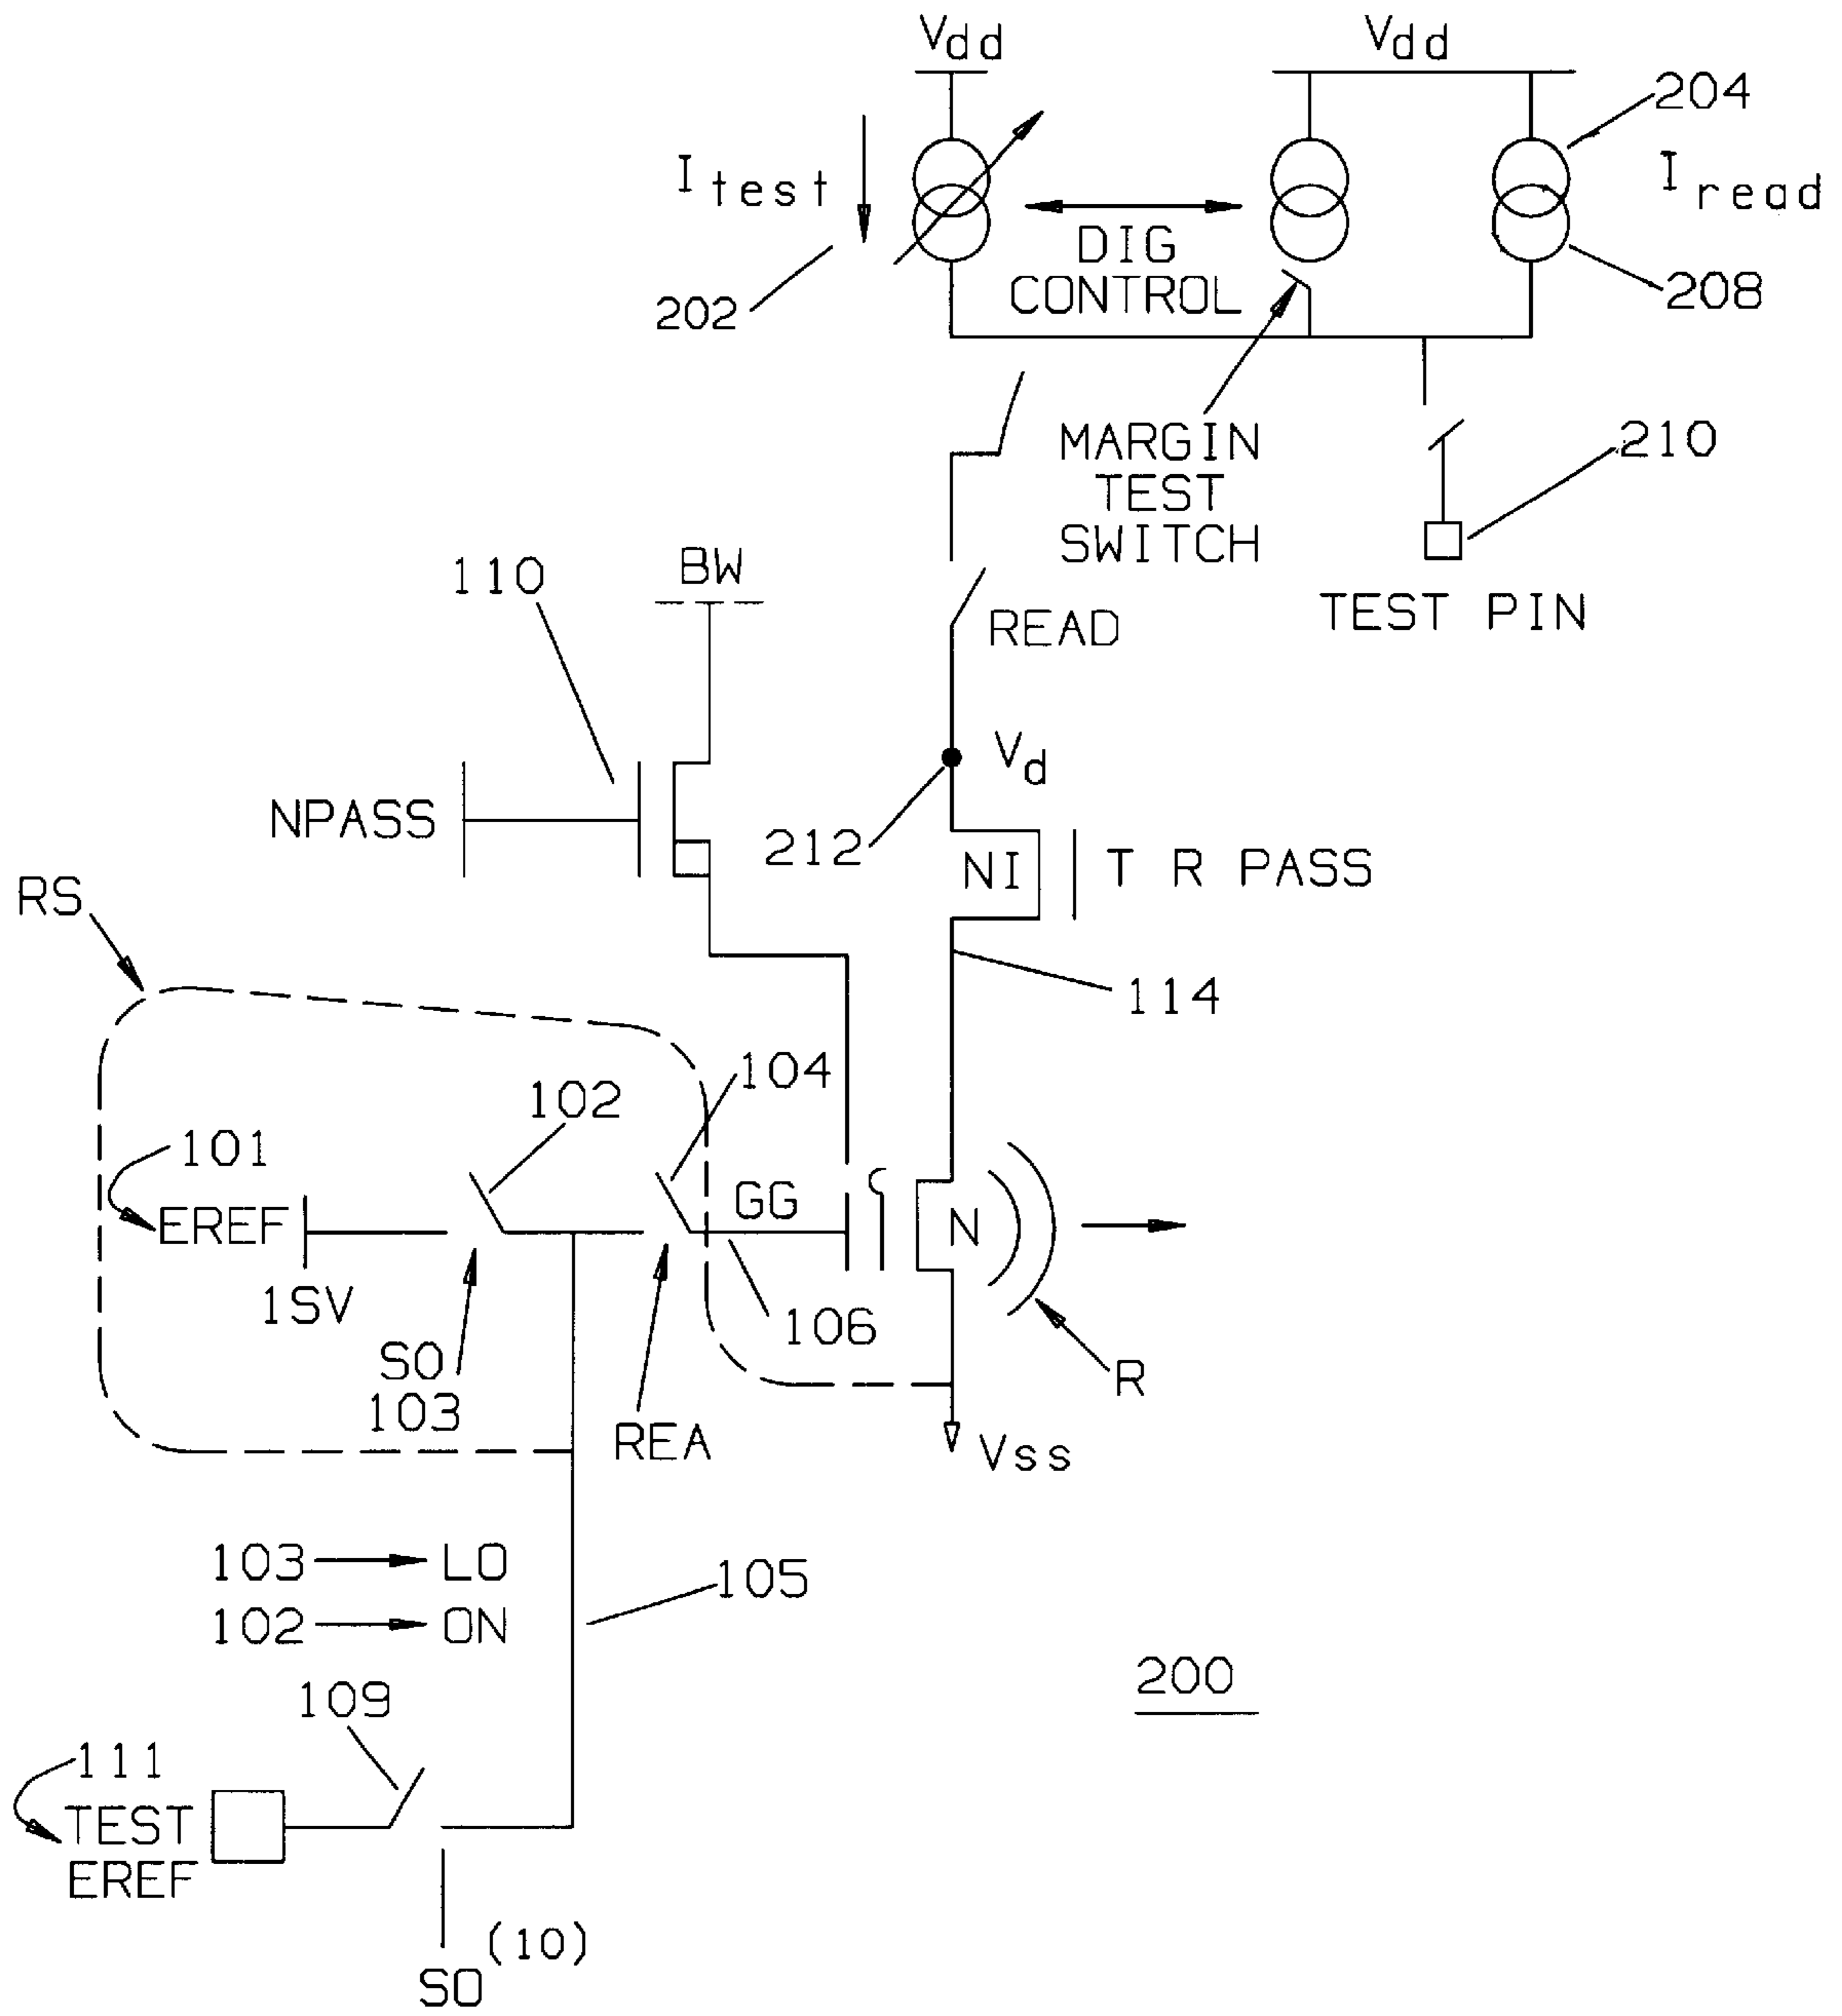 Vdd
Vdd
204
Itest
Iread
DIG
CONTROL
202
208
MARGIN
TEST
SWITCH
210
TEST PIN
110
BW
READ
Vd
NPASS
212
NI
T R PASS
RS
114
104
102
101
GG
EREF
N
1SV
106
SO
103
REA
R
Vss
103 LO
102 ON
105
200
109
111
TEST
EREF
(10)
SO